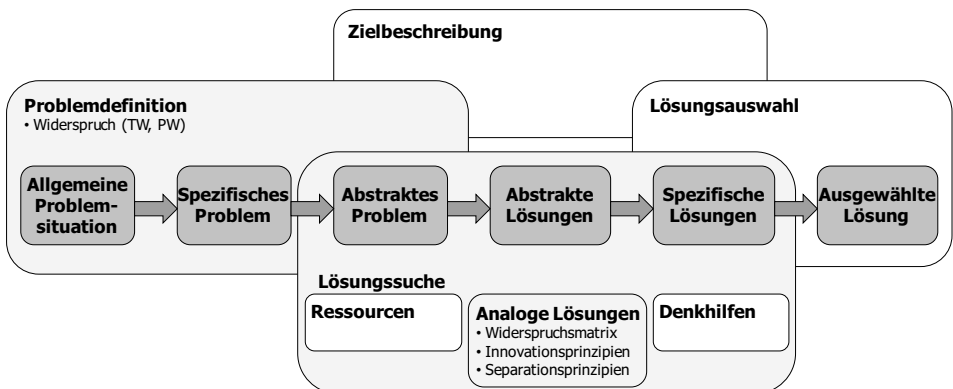 Zielbeschreibung
Problemdefinition
• Widerspruch (TW, PW)
Lösungsauswahl
Allgemeine
Problem-
situation
Spezifisches
Problem
Abstraktes
Problem
Abstrakte
Lösungen
Spezifische
Lösungen
Ausgewählte
Lösung
Lösungssuche
Ressourcen
Analoge Lösungen
• Widerspruchsmatrix
• Innovationsprinzipien
• Separationsprinzipien
Denkhilfen